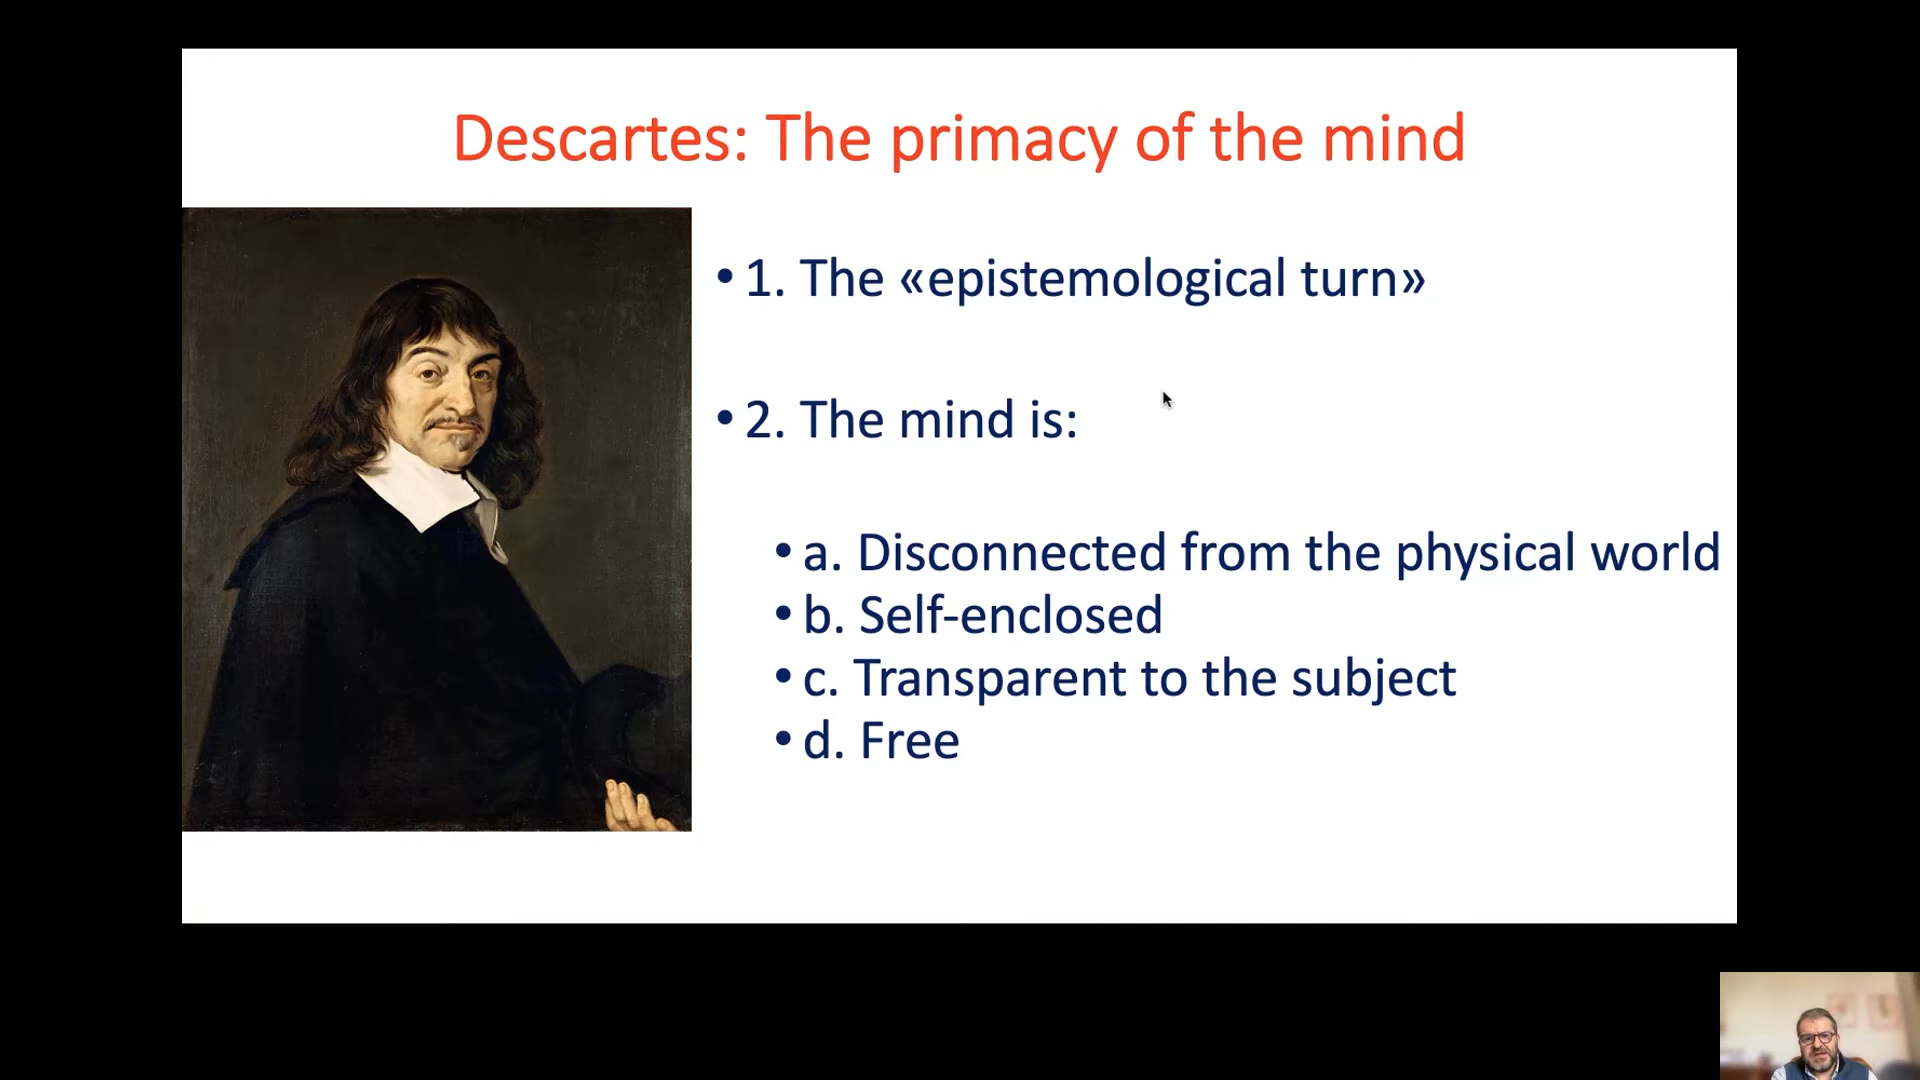 Descartes: The primacy of the mind
• 1. The «epistemological turn»
• 2. The mind is:
• a. Disconnected from the physical world
• b. Self-enclosed
• c. Transparent to the subject
• d. Free